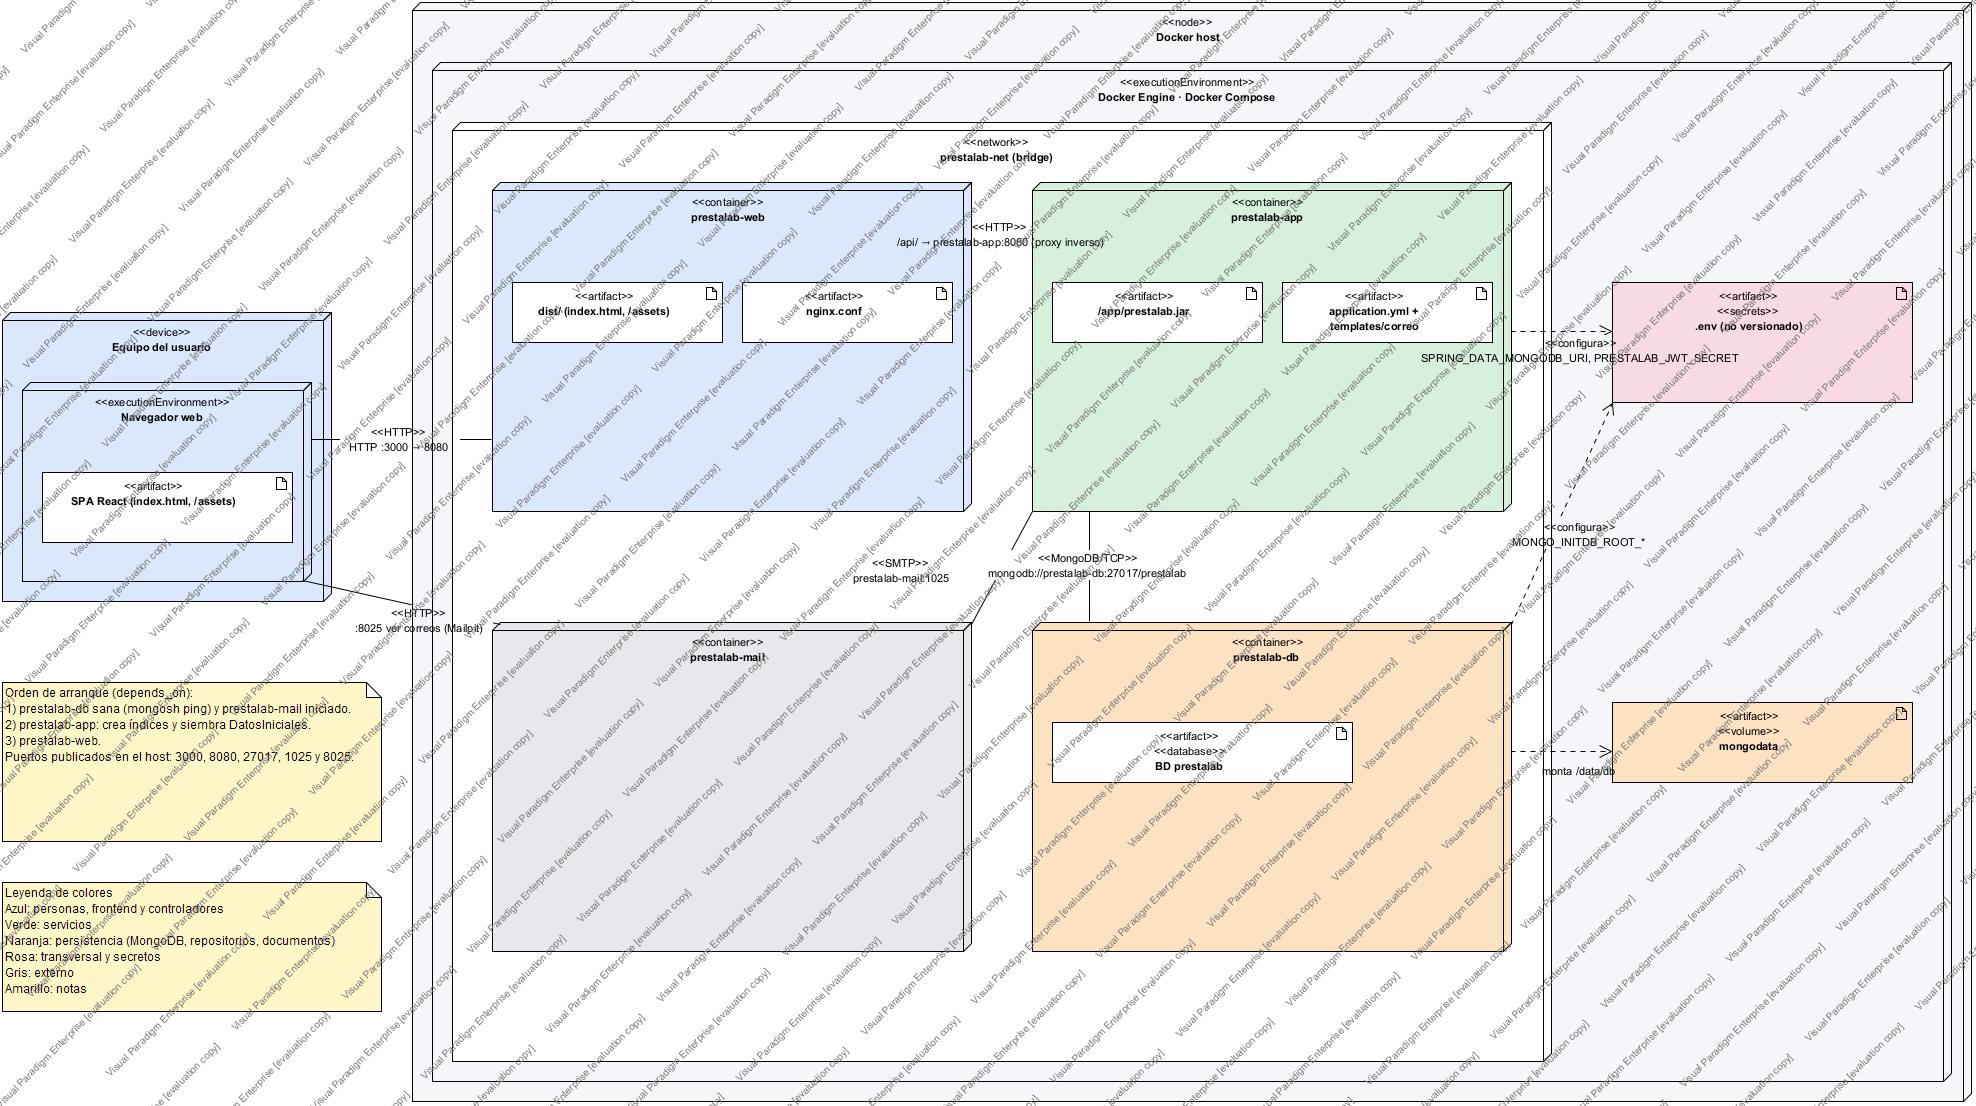 <<node>>
Docker host
<<executionEnvironment>>
Docker Engine · Docker Compose
<<network>>
prestalab-net (bridge)
<<container>>
prestalab-web
<<artifact>>
dist/ (index.html, /assets)
<<artifact>>
nginx.conf
<<HTTP>>
/api/ → prestalab-app:8080 (proxy inverso)
<<container>>
prestalab-app
<<artifact>>
/app/prestalab.jar
<<artifact>>
application.yml +
templates/correo
<<artifact>>
<<secrets>>
.env (no versionado)
<<configura>>
SPRING_DATA_MONGODB_URI, PRESTALAB_JWT_SECRET
<<device>>
Equipo del usuario
<<executionEnvironment>>
Navegador web
<<artifact>>
SPA React (index.html, /assets)
<<HTTP>>
HTTP :3000 → 8080
<<HTTP>>
:8025 ver correos (Mailpit)
<<SMTP>>
prestalab-mail:1025
<<MongoDB/TCP>>
mongodb://prestalab-db:27017/prestalab
<<configura>>
MONGO_INITDB_ROOT_*
<<container>>
prestalab-mail
<<container>>
prestalab-db
<<artifact>>
<<database>>
BD prestalab
monta /data/db
<<artifact>>
<<volume>>
mongodata
Orden de arranque (depends_on):
1) prestalab-db sana (mongosh ping) y prestalab-mail iniciado.
2) prestalab-app: crea índices y siembra DatosIniciales.
3) prestalab-web.
Puertos publicados en el host: 3000, 8080, 27017, 1025 y 8025.
Leyenda de colores
Azul: personas, frontend y controladores
Verde: servicios
Naranja: persistencia (MongoDB, repositorios, documentos)
Rosa: transversal y secretos
Gris: externo
Amarillo: notas
Visual Paradigm Enterprise [evaluation copy]